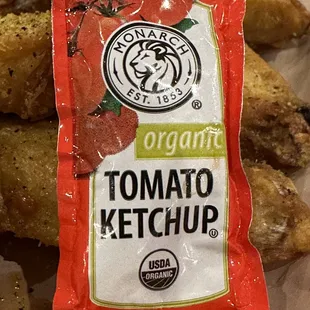 MONARCH
EST. 1853
®
organic
TOMATO
KETCHUP
U
USDA
ORGANIC